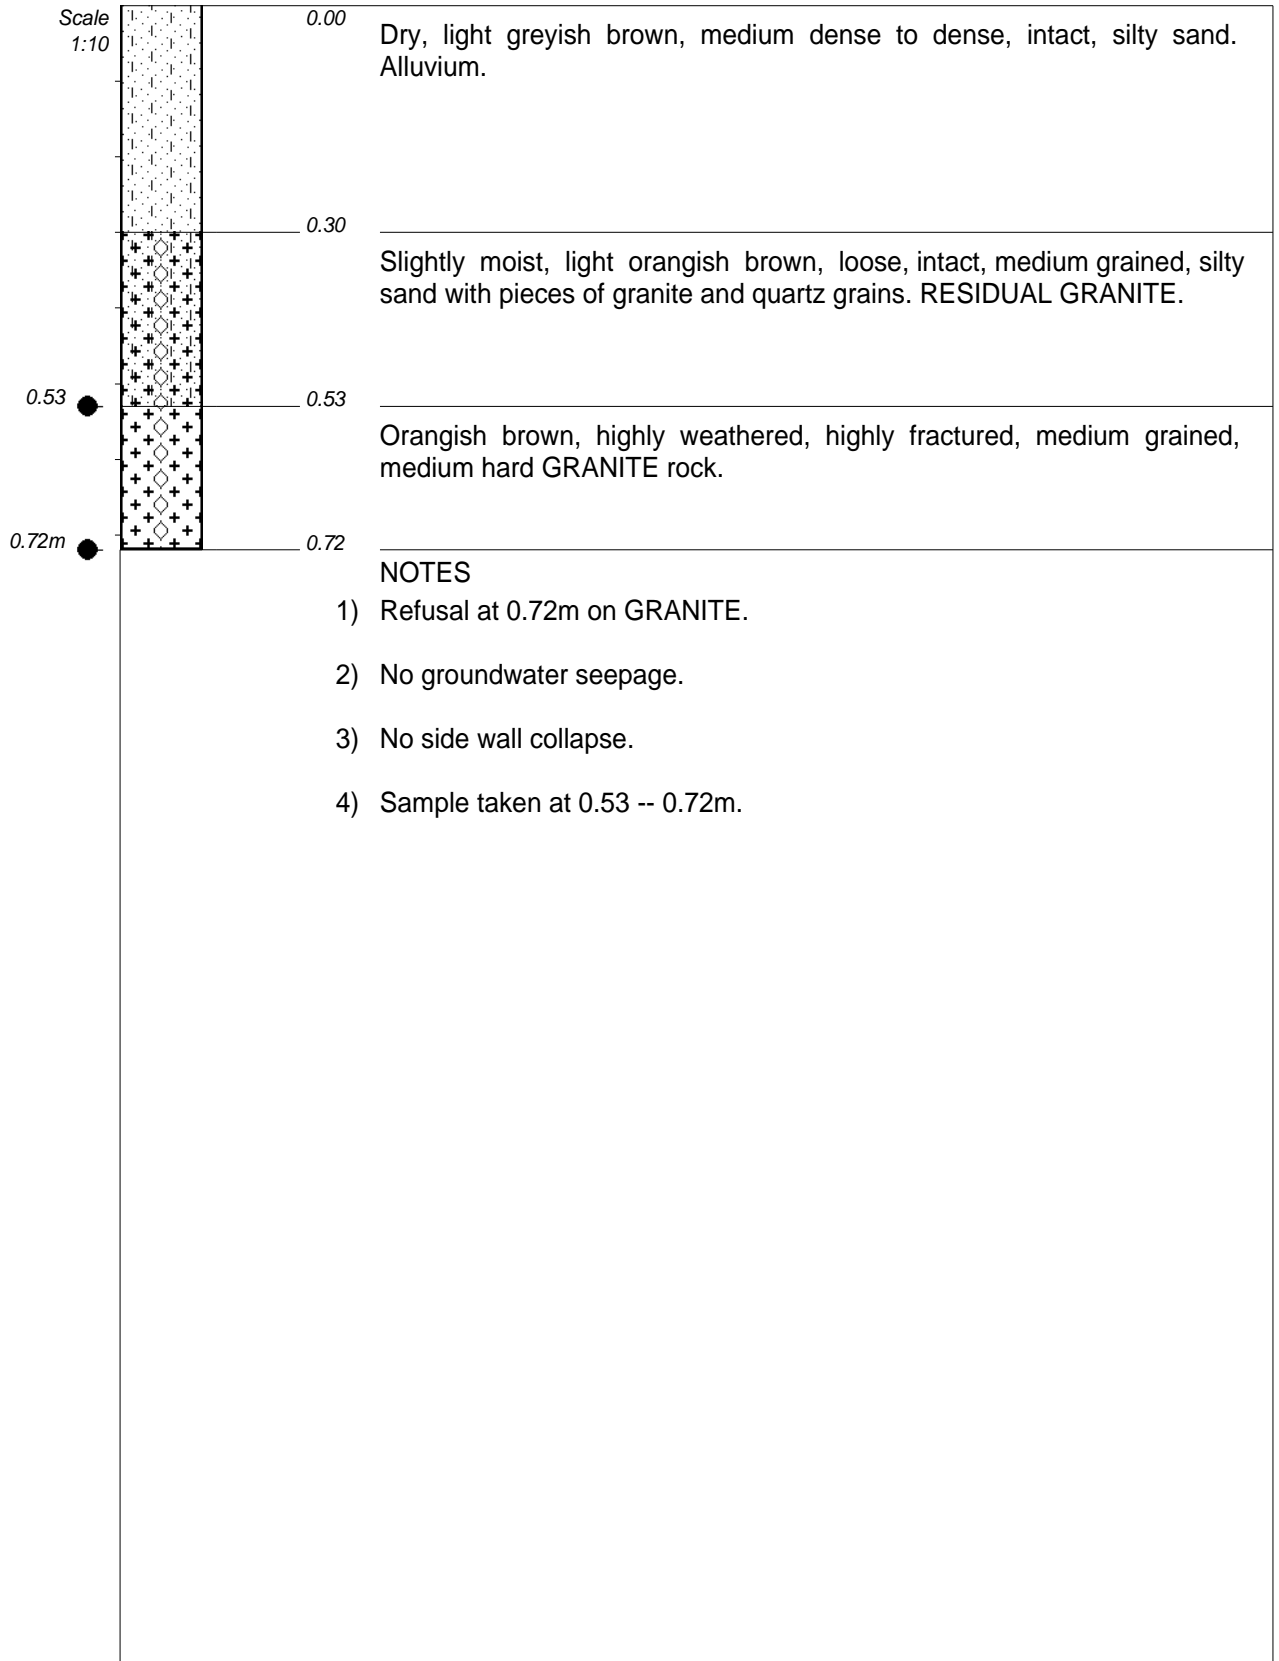 Scale
1:10
0.00
Dry, light greyish brown, medium dense to dense, intact, silty sand.
Alluvium.
0.30
Slightly moist, light orangish brown, loose, intact, medium grained, silty
sand with pieces of granite and quartz grains. RESIDUAL GRANITE.
0.53
0.53
Orangish brown, highly weathered, highly fractured, medium grained,
medium hard GRANITE rock.
0.72m
0.72
NOTES
1) Refusal at 0.72m on GRANITE.
2) No groundwater seepage.
3) No side wall collapse.
4) Sample taken at 0.53 -- 0.72m.